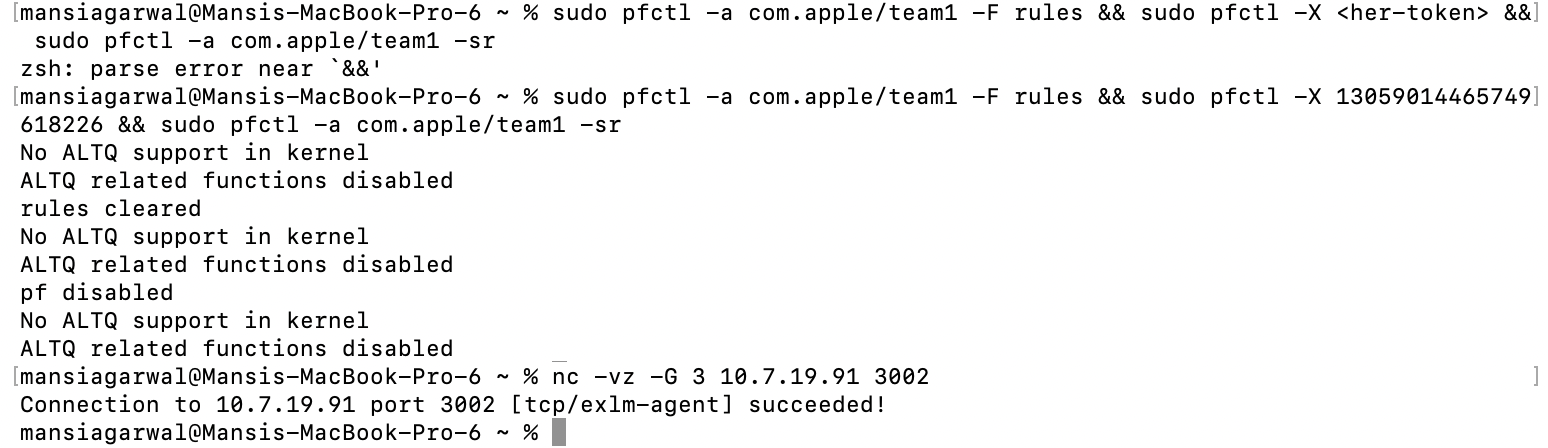 [mansiagarwal@Mansis-MacBook-Pro-6 ~ % sudo pfctl -a com.apple/team1 -F rules && sudo pfctl -X <her-token> &&]
sudo pfctl -a com.apple/team1 -sr
zsh: parse error near `&&'
[mansiagarwal@Mansis-MacBook-Pro-6 ~ % sudo pfctl -a com.apple/team1 -F rules && sudo pfctl -X 13059014465749]
618226 && sudo pfctl -a com.apple/team1 -sr
No ALTQ support in kernel
ALTQ related functions disabled
rules cleared
No ALTQ support in kernel
ALTQ related functions disabled
pf disabled
No ALTQ support in kernel
ALTQ related functions disabled
[mansiagarwal@Mansis-MacBook-Pro-6 ~ % nc -vz -G 3 10.7.19.91 3002 ]
Connection to 10.7.19.91 port 3002 [tcp/exlm-agent] succeeded!
mansiagarwal@Mansis-MacBook-Pro-6 ~ %